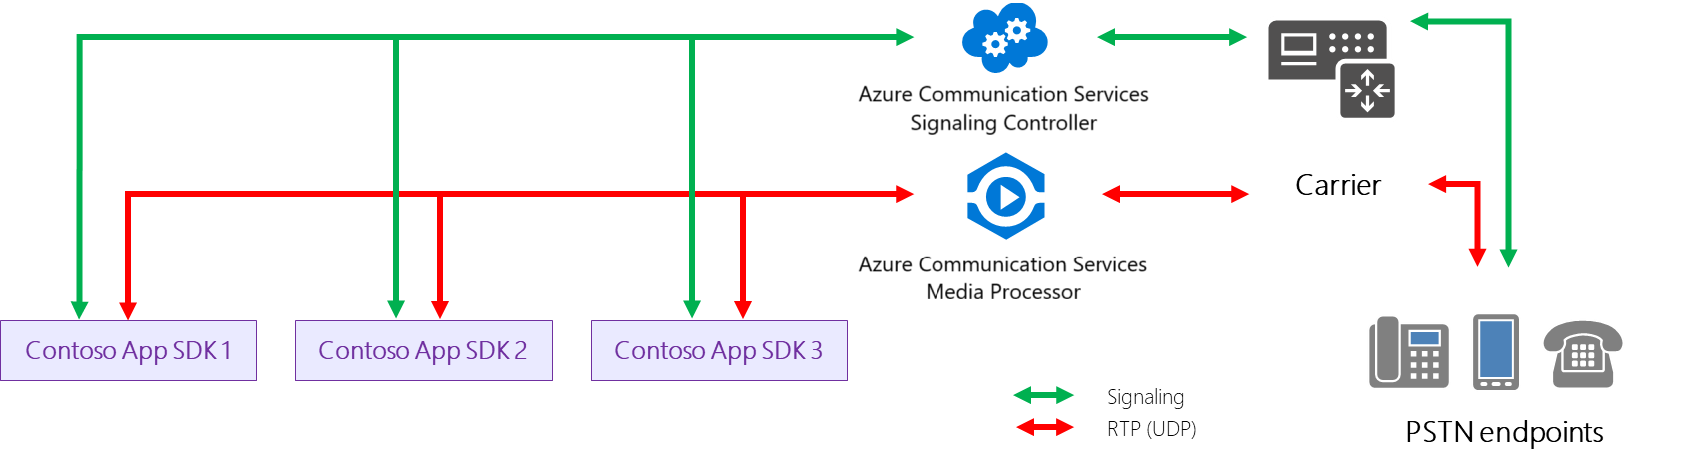 Azure Communication Services
Signaling Controller
Carrier
Azure Communication Services
Media Processor
Contoso App SDK 1
Contoso App SDK 2
Contoso App SDK 3
Signaling
RTP (UDP)
PSTN endpoints